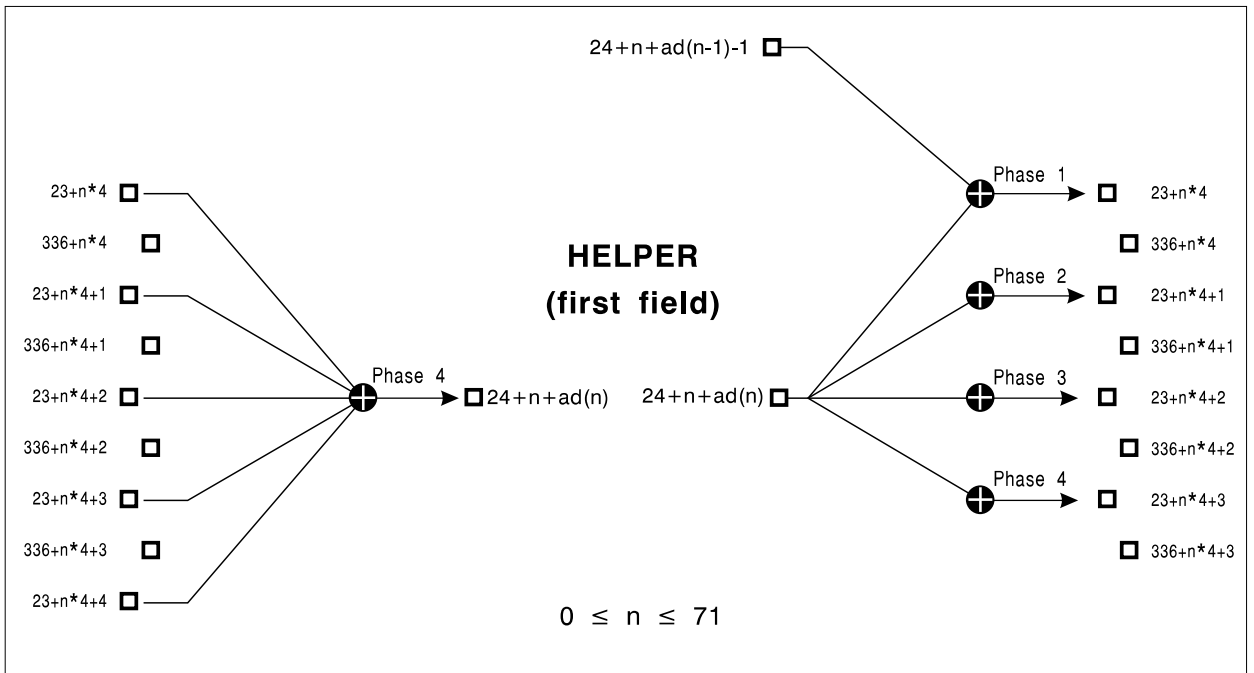 24+n+ad(n-1)-1
23+n*4
336+n*4
23+n*4+1
336+n*4+1
23+n*4+2
336+n*4+2
23+n*4+3
336+n*4+3
23+n*4+4
Phase 4
24+n+ad(n)
HELPER
(first field)
24+n+ad(n)
Phase 1
23+n*4
336+n*4
Phase 2
23+n*4+1
336+n*4+1
Phase 3
23+n*4+2
336+n*4+2
Phase 4
23+n*4+3
336+n*4+3
0 ≤ n ≤ 71